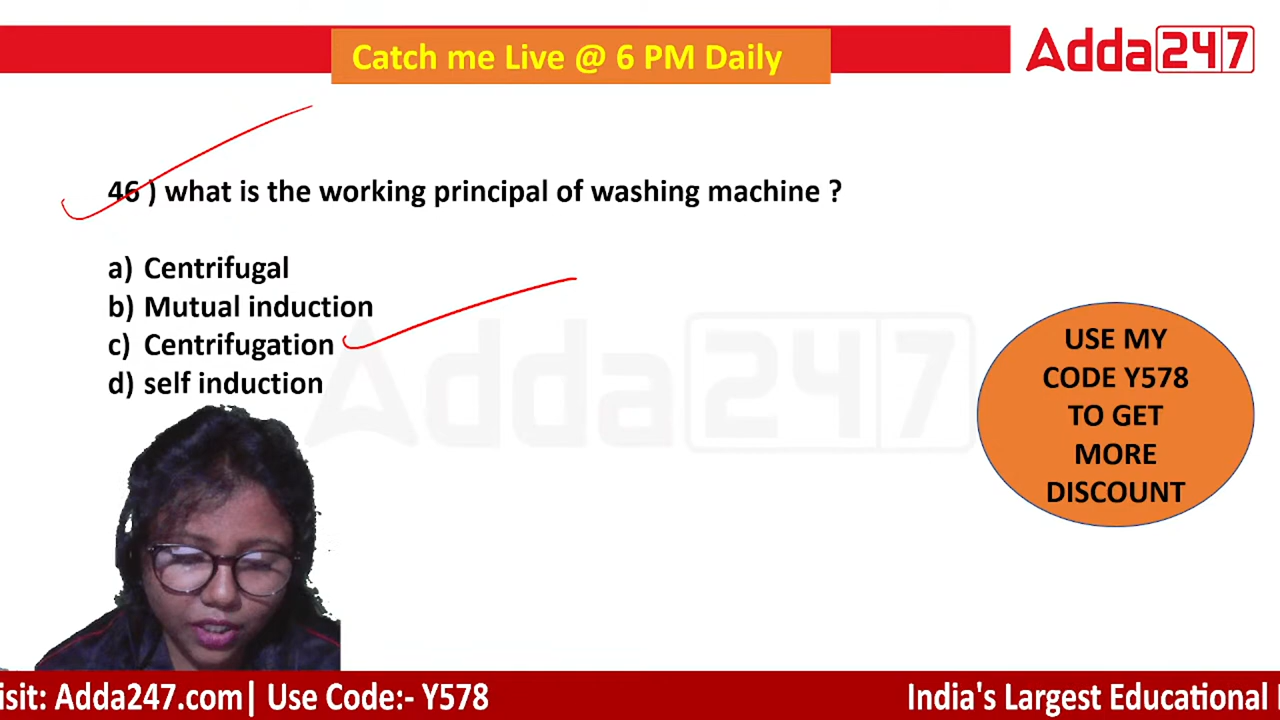 Catch me Live @ 6 PM Daily
Adda247
46 ) what is the working principal of washing machine ?
a) Centrifugal
b) Mutual induction
c) Centrifugation
d) self induction
Adda247
USE MY
CODE Y578
TO GET
MORE
DISCOUNT
isit: Adda247.com| Use Code:- Y578
India's Largest Educational